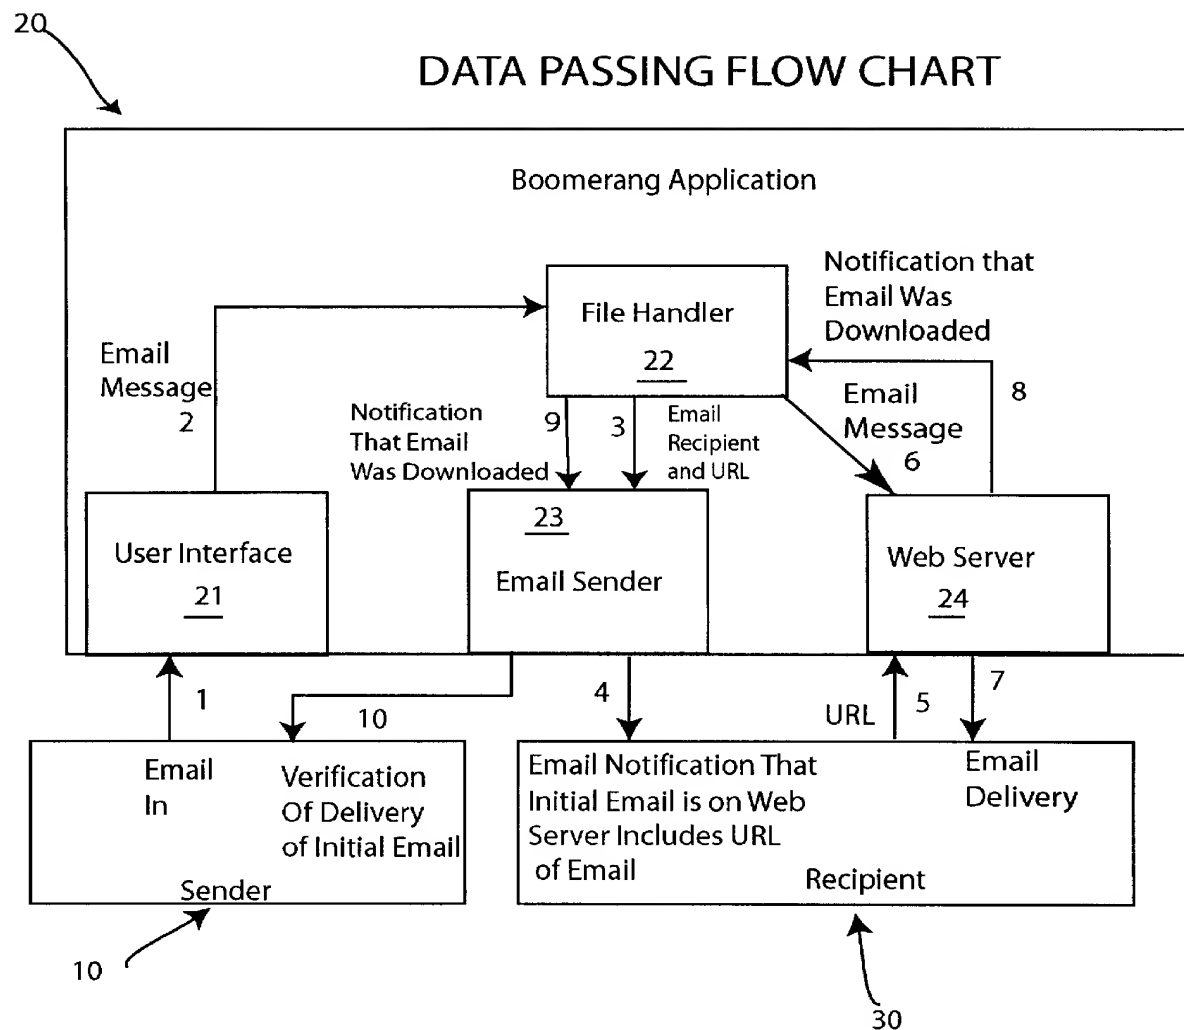 20
DATA PASSING FLOW CHART
Boomerang Application
File Handler
22
Notification that
Email Was
Downloaded
Email
Message
2
Notification
That Email
Was Downloaded
9
3
Email
Recipient
and URL
Email
Message
6
8
User Interface
21
23
Email Sender
Web Server
24
1
10
4
URL
5
7
Email
In
Verification
Of Delivery
of Initial Email
Sender
Email Notification That
Initial Email is on Web
Server Includes URL
of Email
Email
Delivery
Recipient
10
30